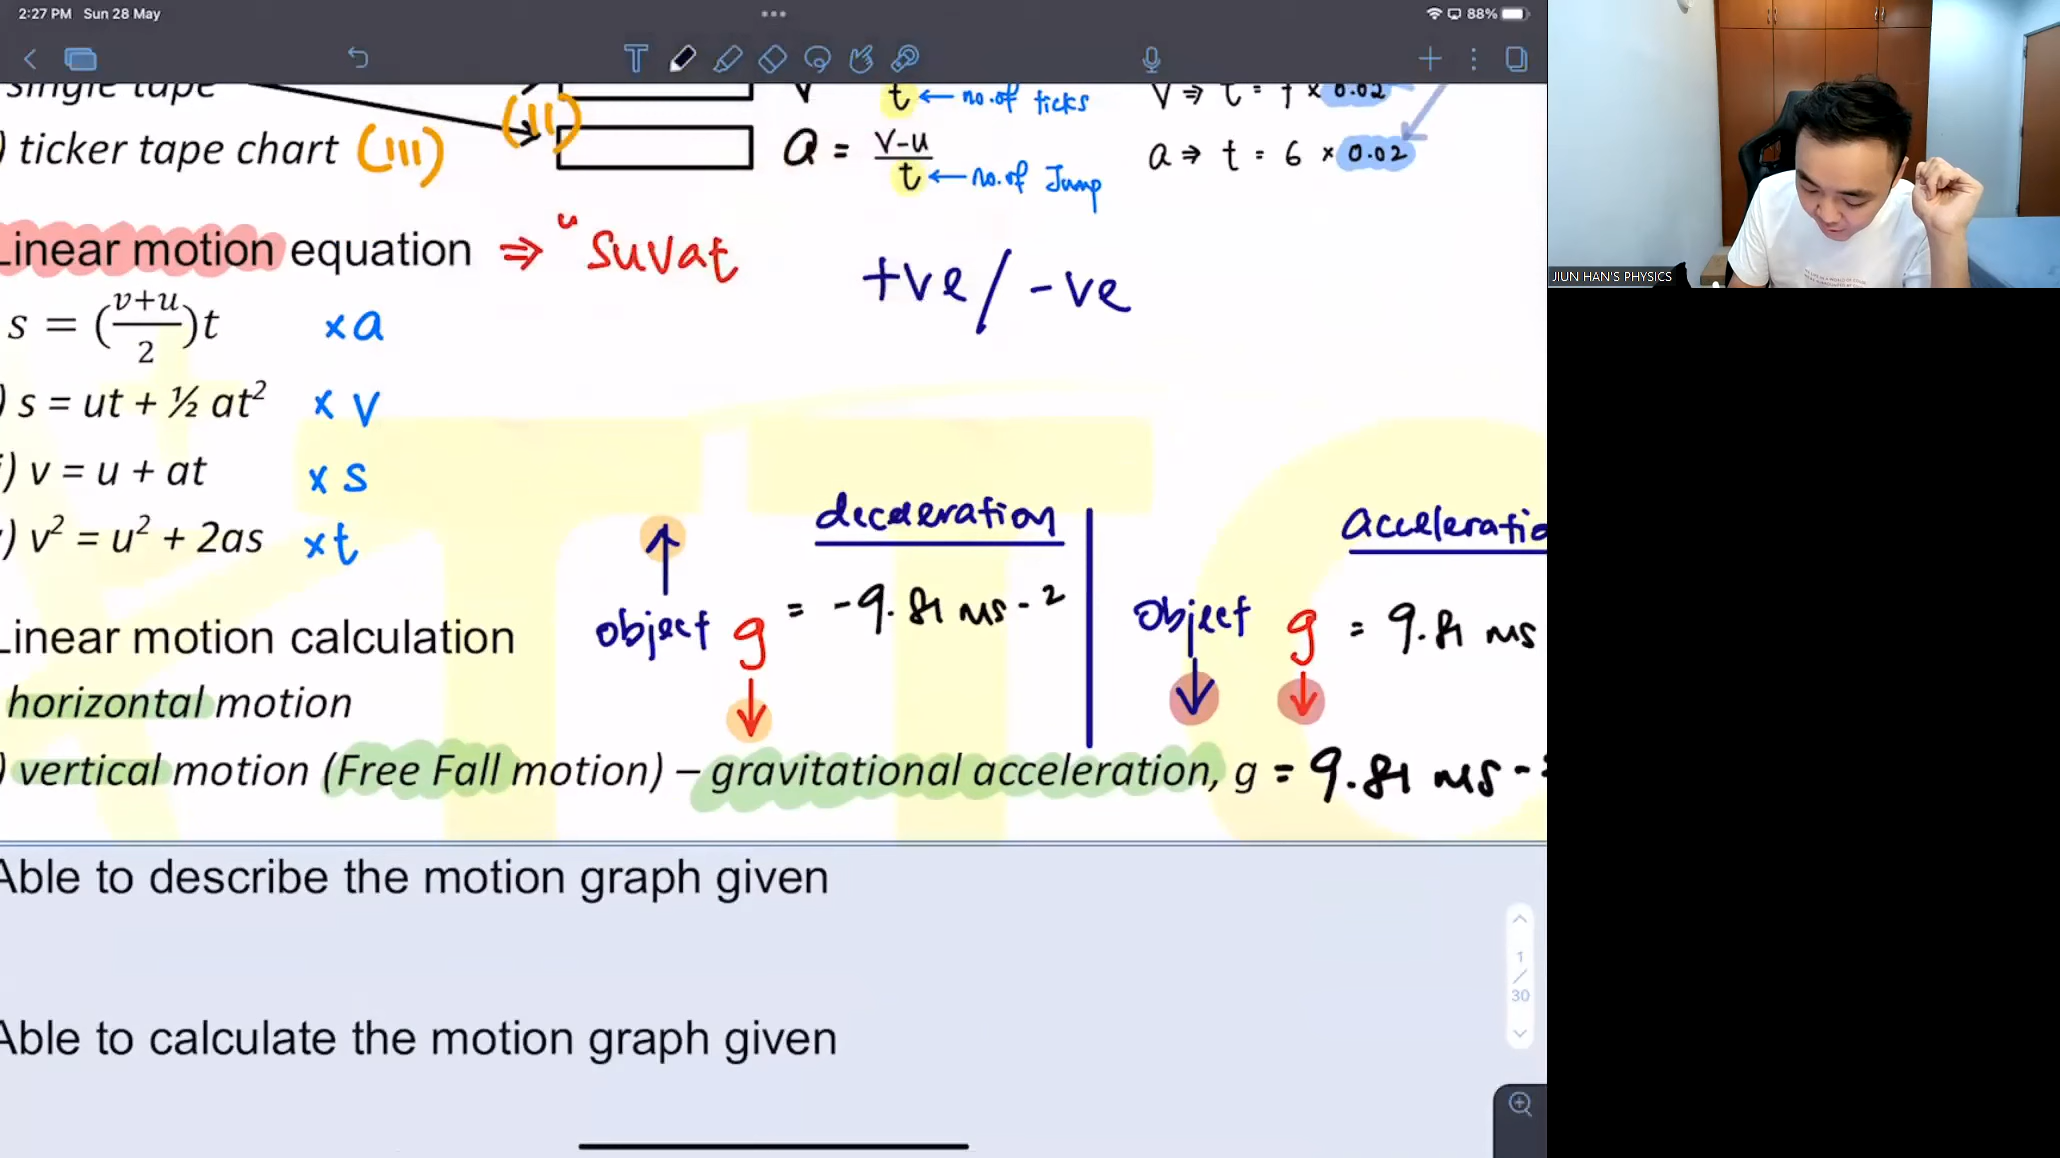 2:27 PM Sun 28 May
88%
single tape
(II)
V
t ← no. of ticks
V ⇒ t = 7 × 0.02
) ticker tape chart (III)
a = v-u / t ← no. of Jump
a ⇒ t = 6 × 0.02
JIUN HAN'S PHYSICS
Linear motion equation ⇒ "suvat
+ve / -ve
s = (v+u / 2)t × a
) s = ut + ½ at² × v
i) v = u + at × s
) v² = u² + 2as × t
deceleration
acceleratio
object g = -9.81 ms-2
object g = 9.81 ms
Linear motion calculation
horizontal motion
) vertical motion (Free Fall motion) – gravitational acceleration, g = 9.81 ms-2
Able to describe the motion graph given
1
/
30
Able to calculate the motion graph given